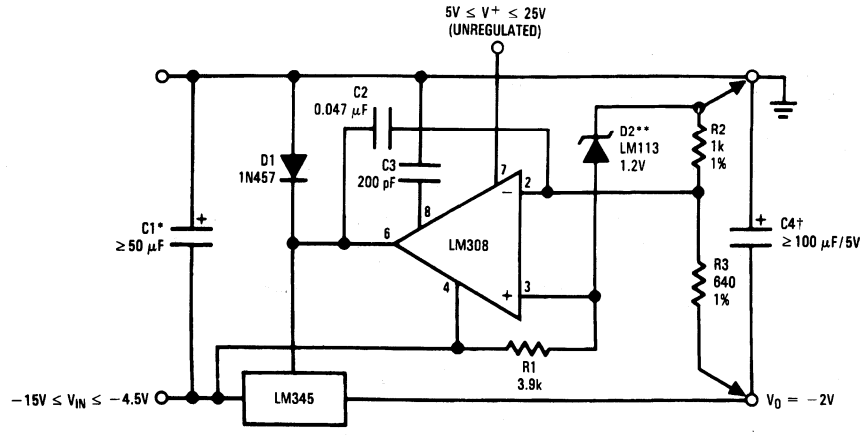 5V ≤ V+ ≤ 25V
(UNREGULATED)
C2
0.047 μF
D2**
LM113
1.2V
R2
1k
1%
D1
1N457
C3
200 pF
7
2
−
8
C1*
+
≥ 50 μF
6
LM308
C4†
+
≥ 100 μF/5V
R3
640
1%
4
+
3
R1
3.9k
−15V ≤ VIN ≤ −4.5V
LM345
VO = −2V